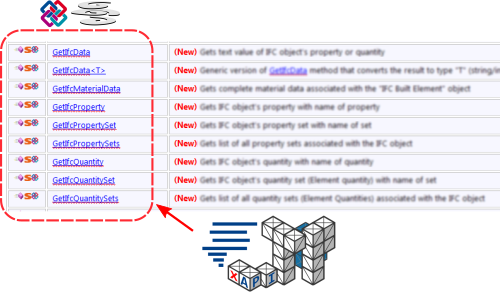 GetIfcData (New) Gets text value of IFC object's property or quantity
GetIfcData<T> (New) Generic version of GetIfcData method that converts the result to type "T" (string/in
GetIfcMaterialData (New) Gets complete material data associated with the "IFC Built Element" object
GetIfcProperty (New) Gets IFC object's property with name of property
GetIfcPropertySet (New) Gets IFC object's property set with name of set
GetIfcPropertySets (New) Gets list of all property sets associated with the IFC object
GetIfcQuantity (New) Gets IFC object's quantity with name of quantity
GetIfcQuantitySet (New) Gets IFC object's quantity set (Element quantity) with name of set
GetIfcQuantitySets (New) Gets list of all quantity sets (Element Quantities) associated with the IFC object
XAPI